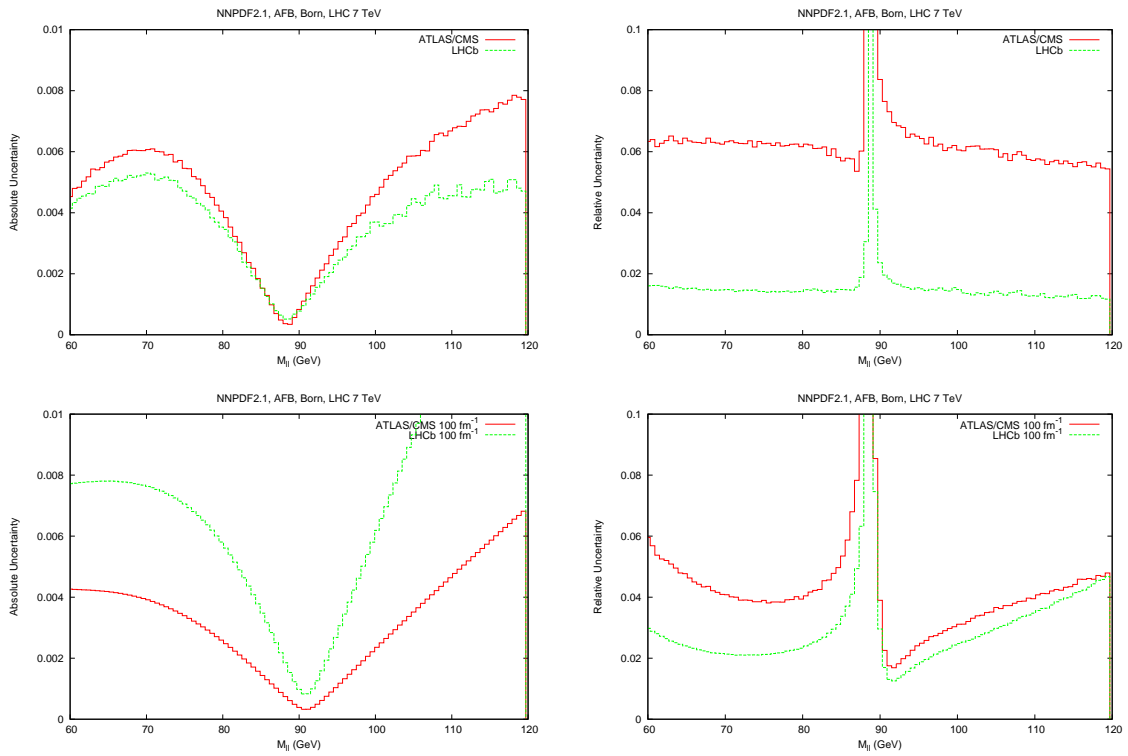 NNPDF2.1, AFB, Born, LHC 7 TeV
ATLAS/CMS
LHCb
Absolute Uncertainty
0.01
0.008
0.006
0.004
0.002
0
60 70 80 90 100 110 120
M_ll (GeV)
NNPDF2.1, AFB, Born, LHC 7 TeV
ATLAS/CMS
LHCb
Relative Uncertainty
0.1
0.08
0.06
0.04
0.02
0
60 70 80 90 100 110 120
M_ll (GeV)
NNPDF2.1, AFB, Born, LHC 7 TeV
ATLAS/CMS 100 fm⁻¹
LHCb 100 fm⁻¹
Absolute Uncertainty
0.01
0.008
0.006
0.004
0.002
0
60 70 80 90 100 110 120
M_ll (GeV)
NNPDF2.1, AFB, Born, LHC 7 TeV
ATLAS/CMS 100 fm⁻¹
LHCb 100 fm⁻¹
Relative Uncertainty
0.1
0.08
0.06
0.04
0.02
0
60 70 80 90 100 110 120
M_ll (GeV)